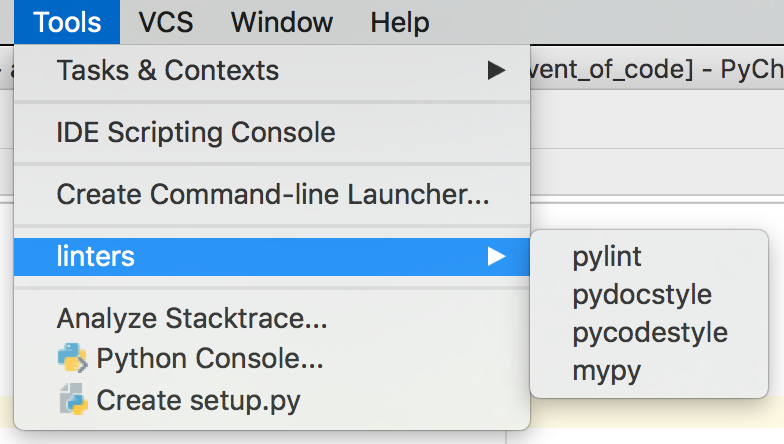 Tools VCS Window Help
vent_of_code] - PyCh
Tasks & Contexts
IDE Scripting Console
Create Command-line Launcher...
linters
pylint
pydocstyle
pycodestyle
mypy
Analyze Stacktrace...
Python Console...
Create setup.py